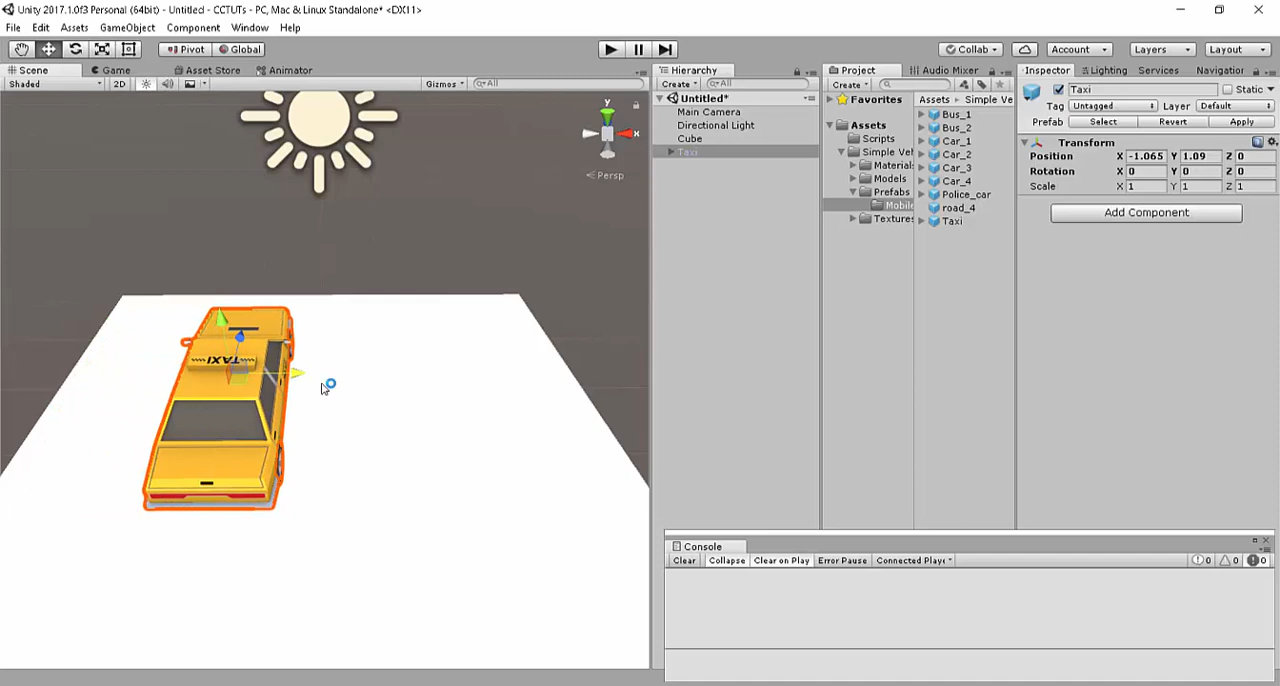 Unity 2017.1.0f3 Personal (64bit) - Untitled - CCTUTs - PC, Mac & Linux Standalone* <DX11>
File Edit Assets GameObject Component Window Help
Pivot Global Collab Account Layers Layout
Scene Game Asset Store Animator
Shaded 2D Gizmos All
y
x
Persp
TAXI
Hierarchy
Create All
Untitled*
Main Camera
Directional Light
Cube
Taxi
Project Audio Mixer
Create
Favorites
Assets
Scripts
Simple Veh
Material
Models
Prefabs
Mobile
Textures
Assets Simple Ve
Bus_1
Bus_2
Car_1
Car_2
Car_3
Car_4
Police_car
road_4
Taxi
Inspector Lighting Services Navigation
Taxi Static
Tag Untagged Layer Default
Prefab Select Revert Apply
Transform
Position X -1.065 Y 1.09 Z 0
Rotation X 0 Y 0 Z 0
Scale X 1 Y 1 Z 1
Add Component
Console
Clear Collapse Clear on Play Error Pause Connected Playe 0 0 0